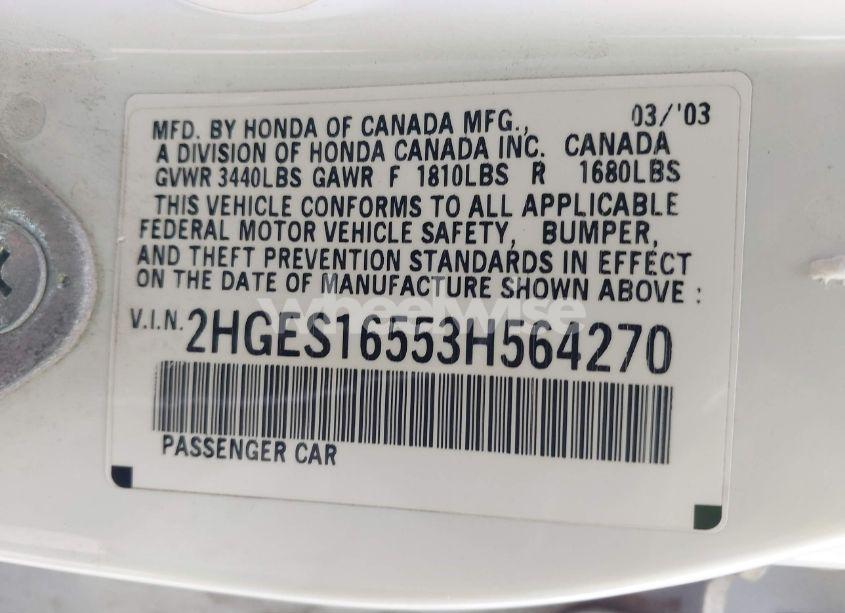 MFD. BY HONDA OF CANADA MFG., 03/'03
A DIVISION OF HONDA CANADA INC. CANADA
GVWR 3440LBS GAWR F 1810LBS R 1680LBS
THIS VEHICLE CONFORMS TO ALL APPLICABLE
FEDERAL MOTOR VEHICLE SAFETY, BUMPER,
AND THEFT PREVENTION STANDARDS IN EFFECT
ON THE DATE OF MANUFACTURE SHOWN ABOVE :
wheelwise
V.I.N. 2HGES16553H564270
PASSENGER CAR